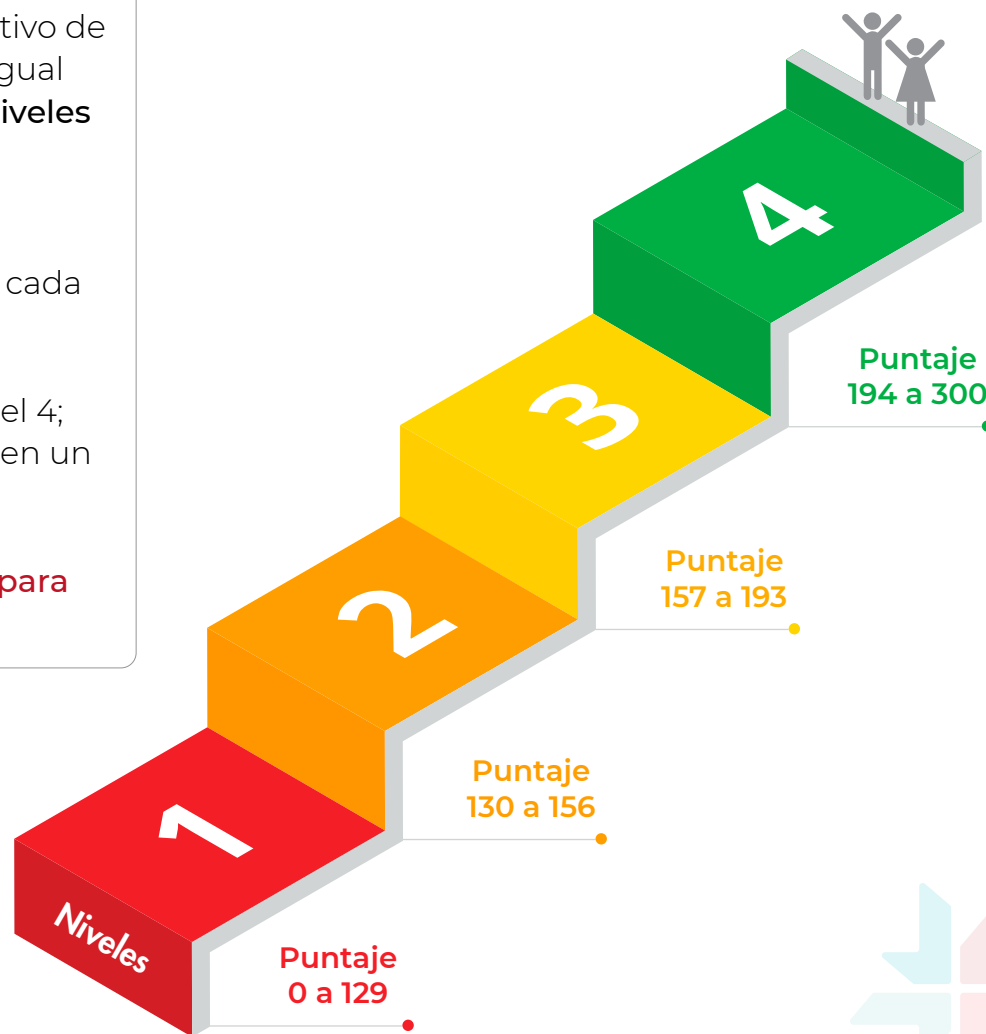 tivo de
gual
iveles
cada
el 4;
en un
para
4
Puntaje
194 a 300
3
Puntaje
157 a 193
2
Puntaje
130 a 156
1
Niveles
Puntaje
0 a 129